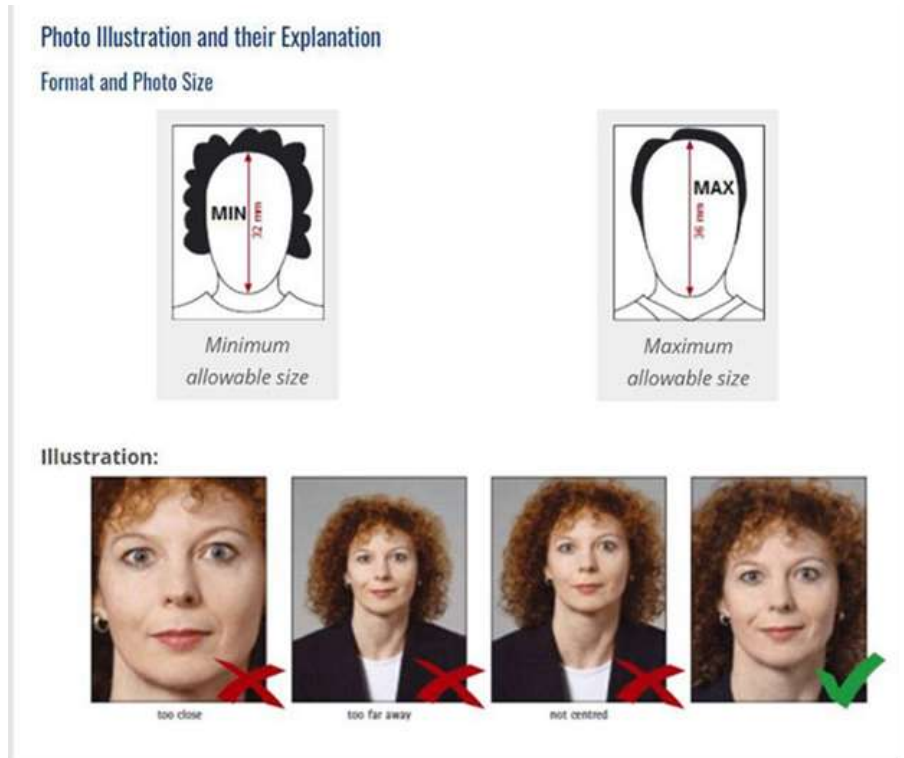 Photo Illustration and their Explanation
Format and Photo Size
MIN
32 mm
MAX
36 mm
Minimum
allowable size
Maximum
allowable size
Illustration:
too close
too far away
not centred